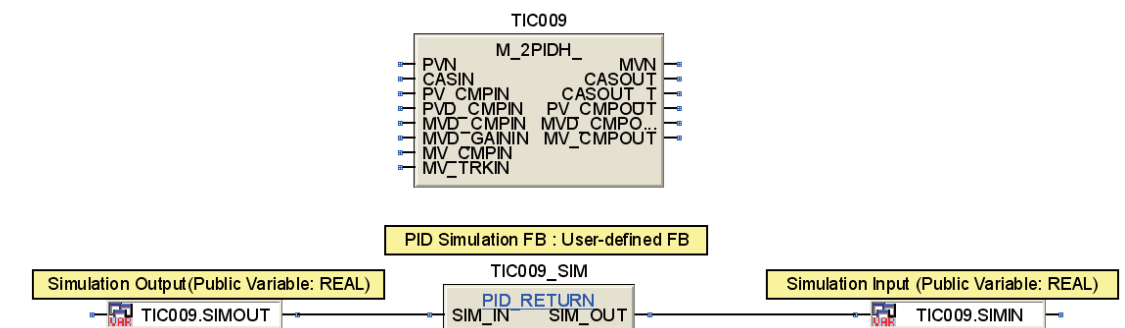 TIC009
M_2PIDH_
PVN MVN
CASIN CASOUT
PV_CMPIN CASOUT_T
PVD_CMPIN PV_CMPOUT
MVD_CMPIN MVD_CMPO...
MVD_GAININ MV_CMPOUT
MV_CMPIN
MV_TRKIN
PID Simulation FB : User-defined FB
Simulation Output(Public Variable: REAL) TIC009_SIM Simulation Input (Public Variable: REAL)
PID_RETURN
VAR TIC009.SIMOUT SIM_IN SIM_OUT VAR TIC009.SIMIN